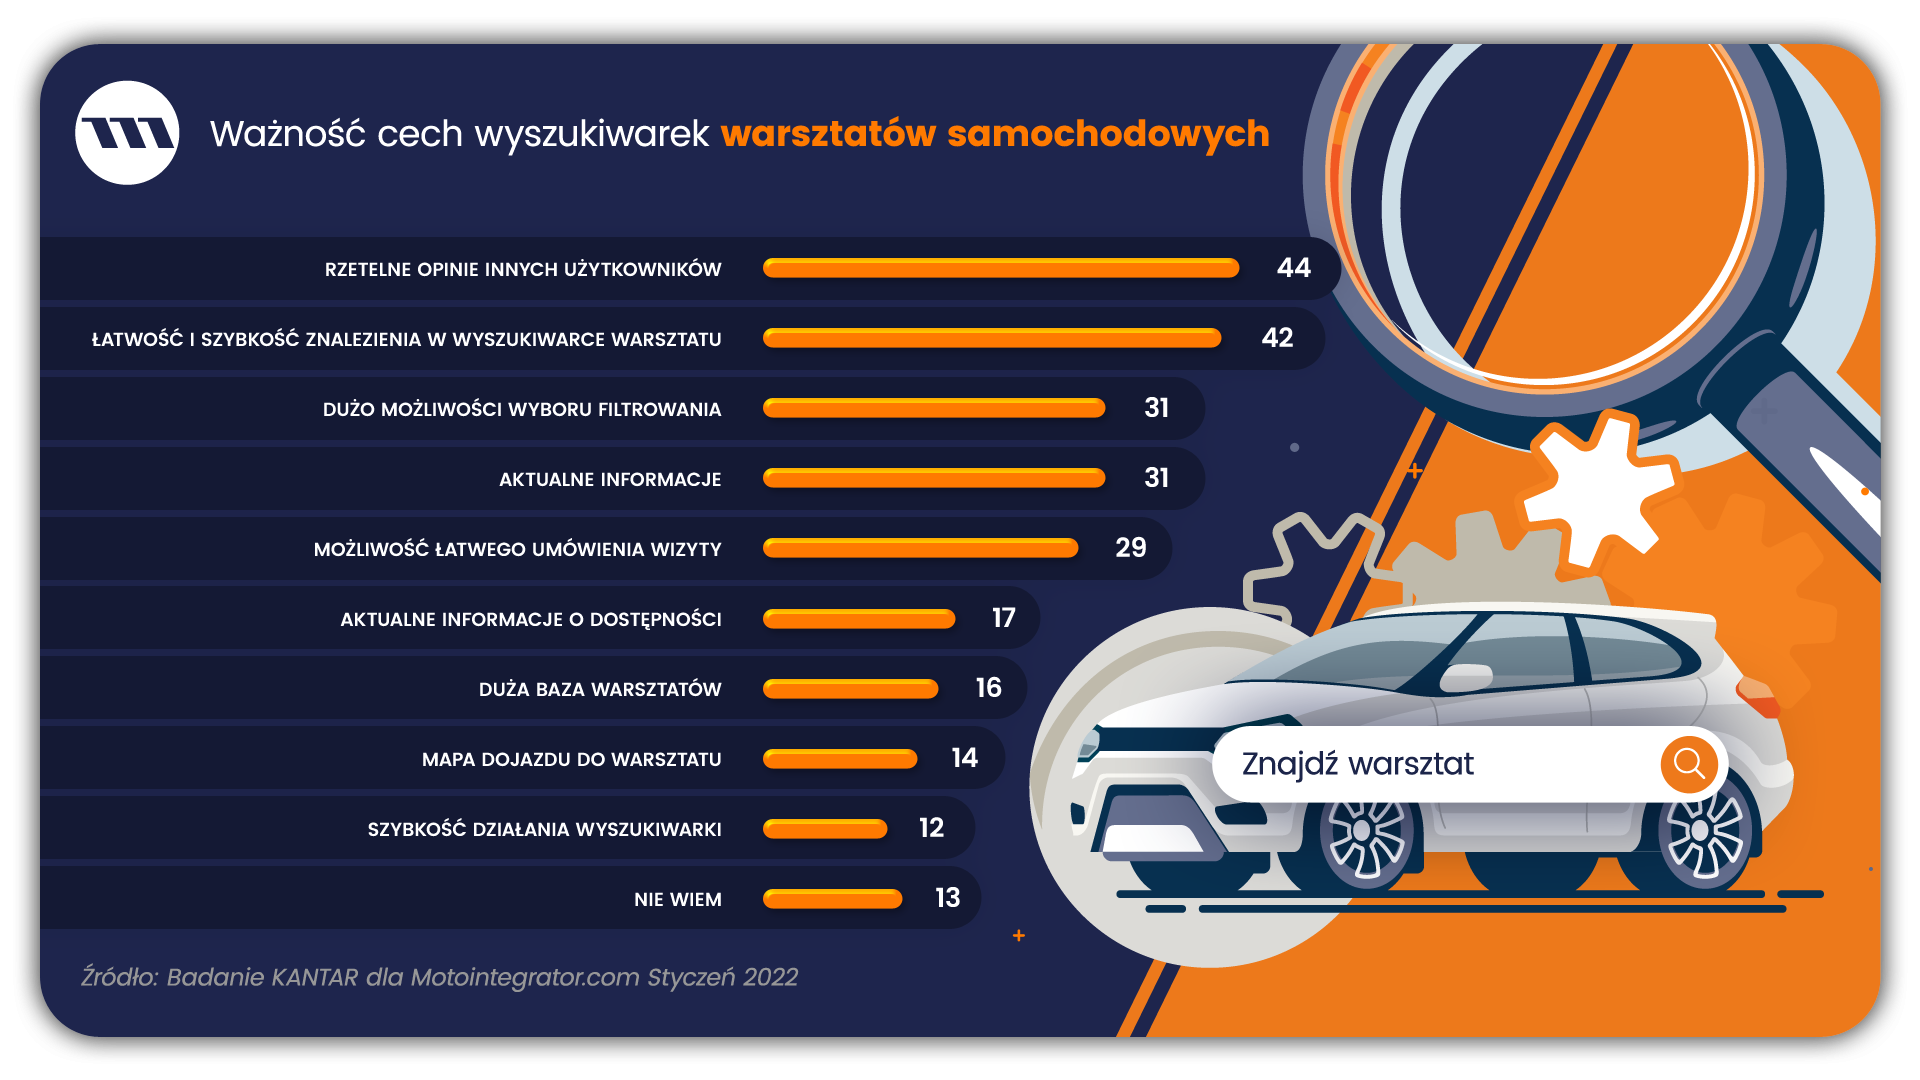 Ważność cech wyszukiwarek warsztatów samochodowych
RZETELNE OPINIE INNYCH UŻYTKOWNIKÓW 44
ŁATWOŚĆ I SZYBKOŚĆ ZNALEZIENIA W WYSZUKIWARCE WARSZTATU 42
DUŻO MOŻLIWOŚCI WYBORU FILTROWANIA 31
AKTUALNE INFORMACJE 31
MOŻLIWOŚĆ ŁATWEGO UMÓWIENIA WIZYTY 29
AKTUALNE INFORMACJE O DOSTĘPNOŚCI 17
DUŻA BAZA WARSZTATÓW 16
MAPA DOJAZDU DO WARSZTATU 14
Znajdź warsztat
SZYBKOŚĆ DZIAŁANIA WYSZUKIWARKI 12
NIE WIEM 13
Źródło: Badanie KANTAR dla Motointegrator.com Styczeń 2022